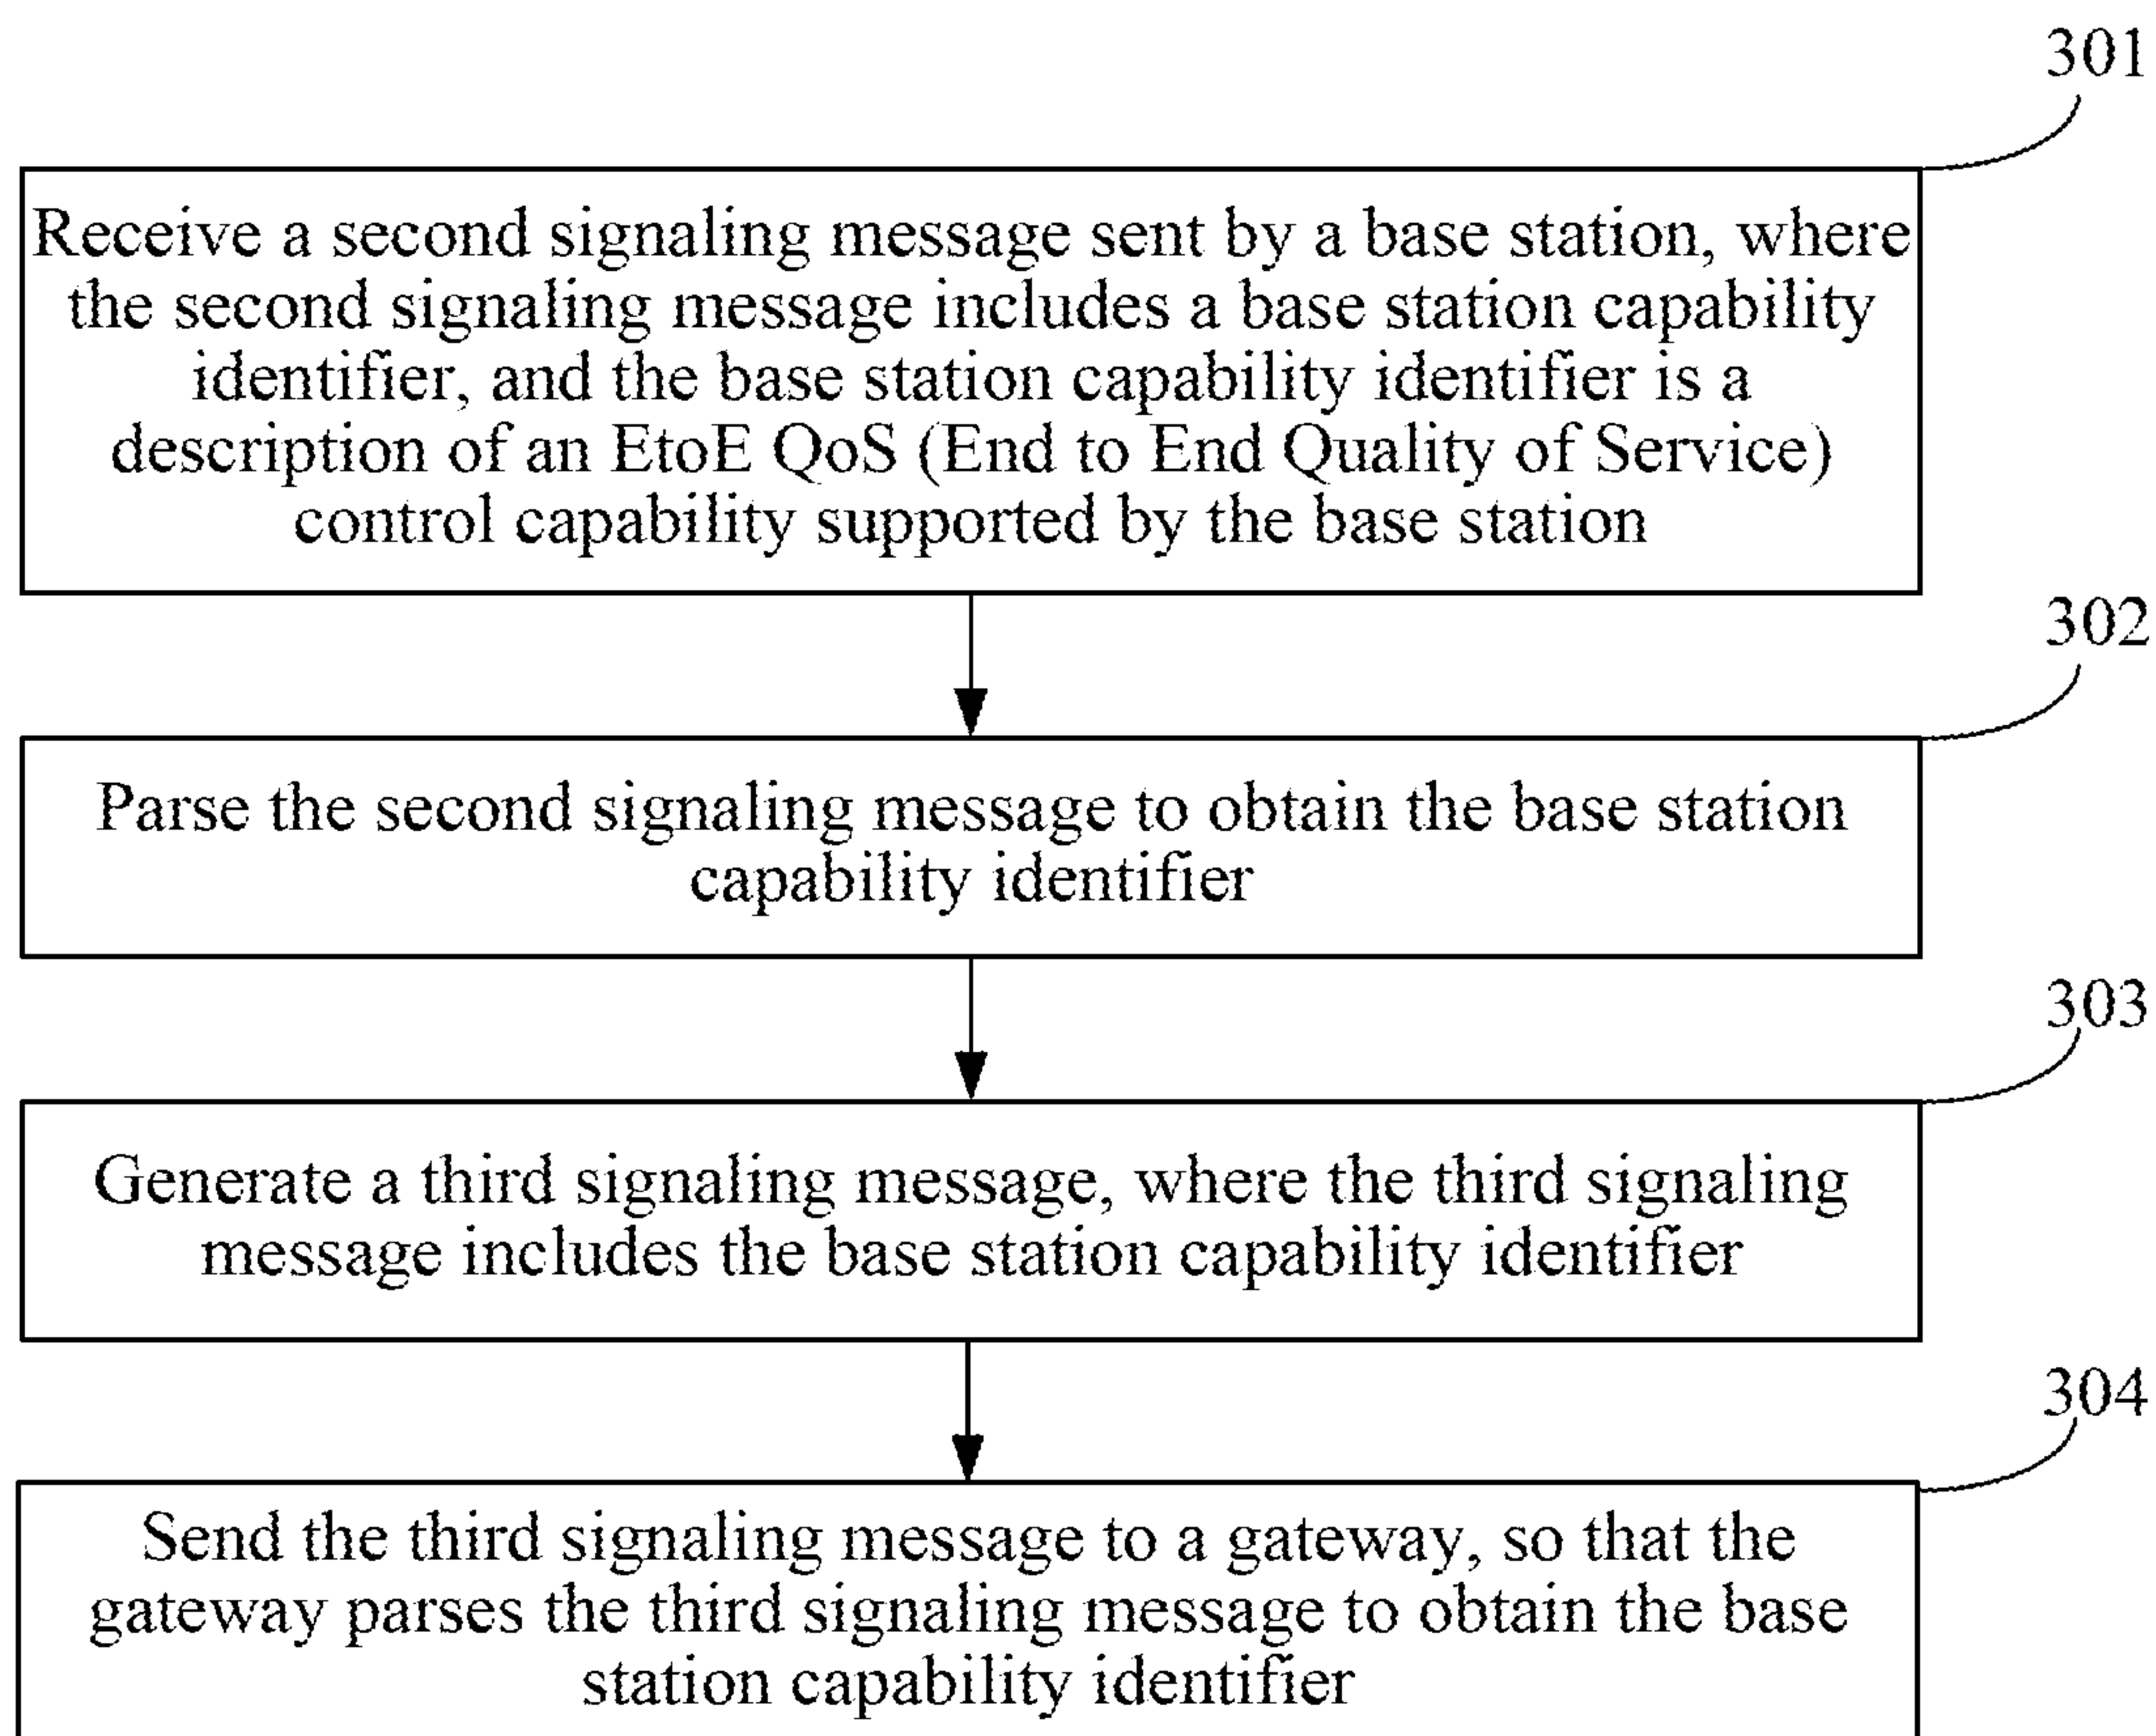 301
Receive a second signaling message sent by a base station, where
the second signaling message includes a base station capability
identifier, and the base station capability identifier is a
description of an EtoE QoS (End to End Quality of Service)
control capability supported by the base station
302
Parse the second signaling message to obtain the base station
capability identifier
303
Generate a third signaling message, where the third signaling
message includes the base station capability identifier
304
Send the third signaling message to a gateway, so that the
gateway parses the third signaling message to obtain the base
station capability identifier